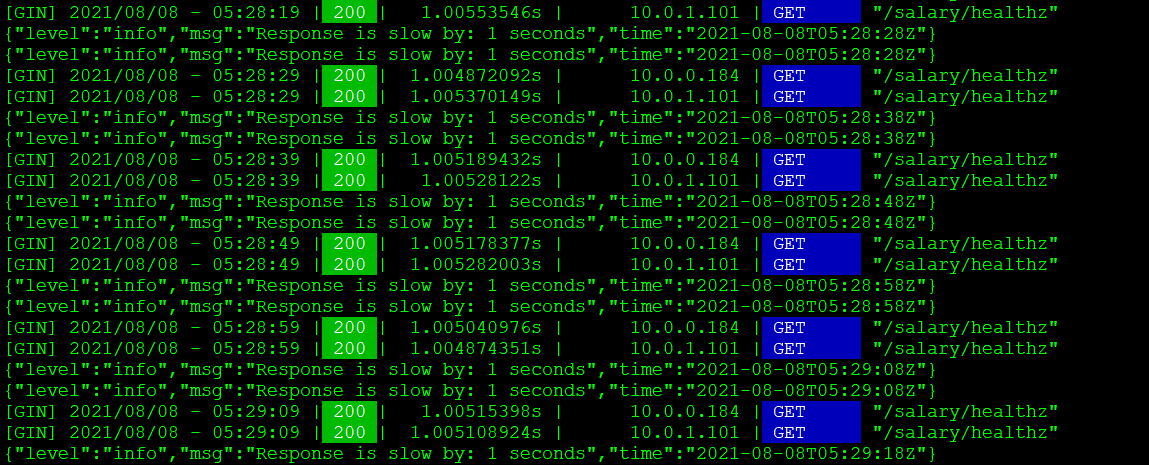 [GIN] 2021/08/08 - 05:28:19 | 200 |   1.00553546s |      10.0.1.101 | GET      "/salary/healthz"
{"level":"info","msg":"Response is slow by: 1 seconds","time":"2021-08-08T05:28:28Z"}
{"level":"info","msg":"Response is slow by: 1 seconds","time":"2021-08-08T05:28:28Z"}
[GIN] 2021/08/08 - 05:28:29 | 200 |  1.004872092s |      10.0.0.184 | GET      "/salary/healthz"
[GIN] 2021/08/08 - 05:28:29 | 200 |  1.005370149s |      10.0.1.101 | GET      "/salary/healthz"
{"level":"info","msg":"Response is slow by: 1 seconds","time":"2021-08-08T05:28:38Z"}
{"level":"info","msg":"Response is slow by: 1 seconds","time":"2021-08-08T05:28:38Z"}
[GIN] 2021/08/08 - 05:28:39 | 200 |  1.005189432s |      10.0.0.184 | GET      "/salary/healthz"
[GIN] 2021/08/08 - 05:28:39 | 200 |   1.00528122s |      10.0.1.101 | GET      "/salary/healthz"
{"level":"info","msg":"Response is slow by: 1 seconds","time":"2021-08-08T05:28:48Z"}
{"level":"info","msg":"Response is slow by: 1 seconds","time":"2021-08-08T05:28:48Z"}
[GIN] 2021/08/08 - 05:28:49 | 200 |  1.005178377s |      10.0.0.184 | GET      "/salary/healthz"
[GIN] 2021/08/08 - 05:28:49 | 200 |  1.005282003s |      10.0.1.101 | GET      "/salary/healthz"
{"level":"info","msg":"Response is slow by: 1 seconds","time":"2021-08-08T05:28:58Z"}
{"level":"info","msg":"Response is slow by: 1 seconds","time":"2021-08-08T05:28:58Z"}
[GIN] 2021/08/08 - 05:28:59 | 200 |  1.005040976s |      10.0.0.184 | GET      "/salary/healthz"
[GIN] 2021/08/08 - 05:28:59 | 200 |  1.004874351s |      10.0.1.101 | GET      "/salary/healthz"
{"level":"info","msg":"Response is slow by: 1 seconds","time":"2021-08-08T05:29:08Z"}
{"level":"info","msg":"Response is slow by: 1 seconds","time":"2021-08-08T05:29:08Z"}
[GIN] 2021/08/08 - 05:29:09 | 200 |   1.00515398s |      10.0.0.184 | GET      "/salary/healthz"
[GIN] 2021/08/08 - 05:29:09 | 200 |  1.005108924s |      10.0.1.101 | GET      "/salary/healthz"
{"level":"info","msg":"Response is slow by: 1 seconds","time":"2021-08-08T05:29:18Z"}